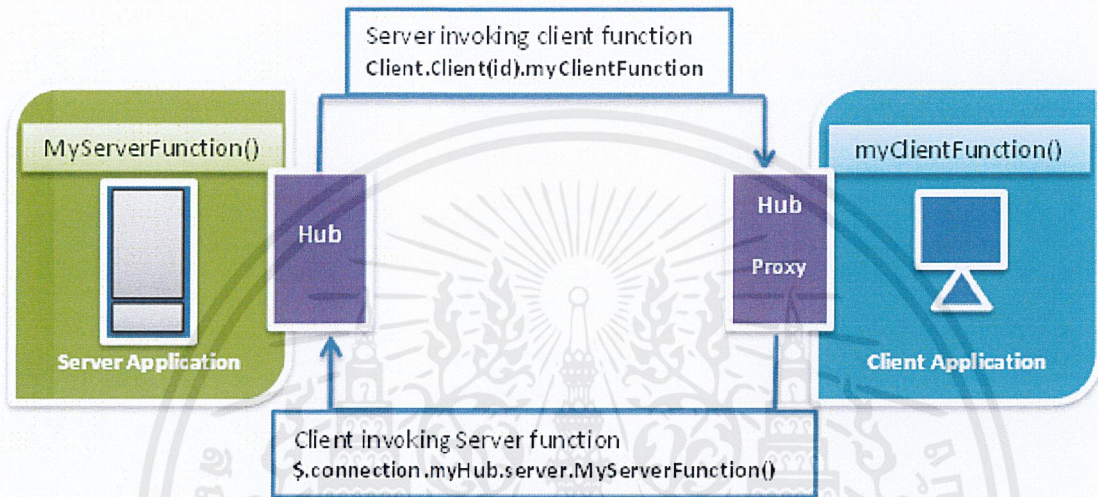 Server invoking client function
Client.Client(id).myClientFunction
MyServerFunction()
myClientFunction()
Hub
Hub
Proxy
Server Application
Client Application
Client invoking Server function
$.connection.myHub.server.MyServerFunction()